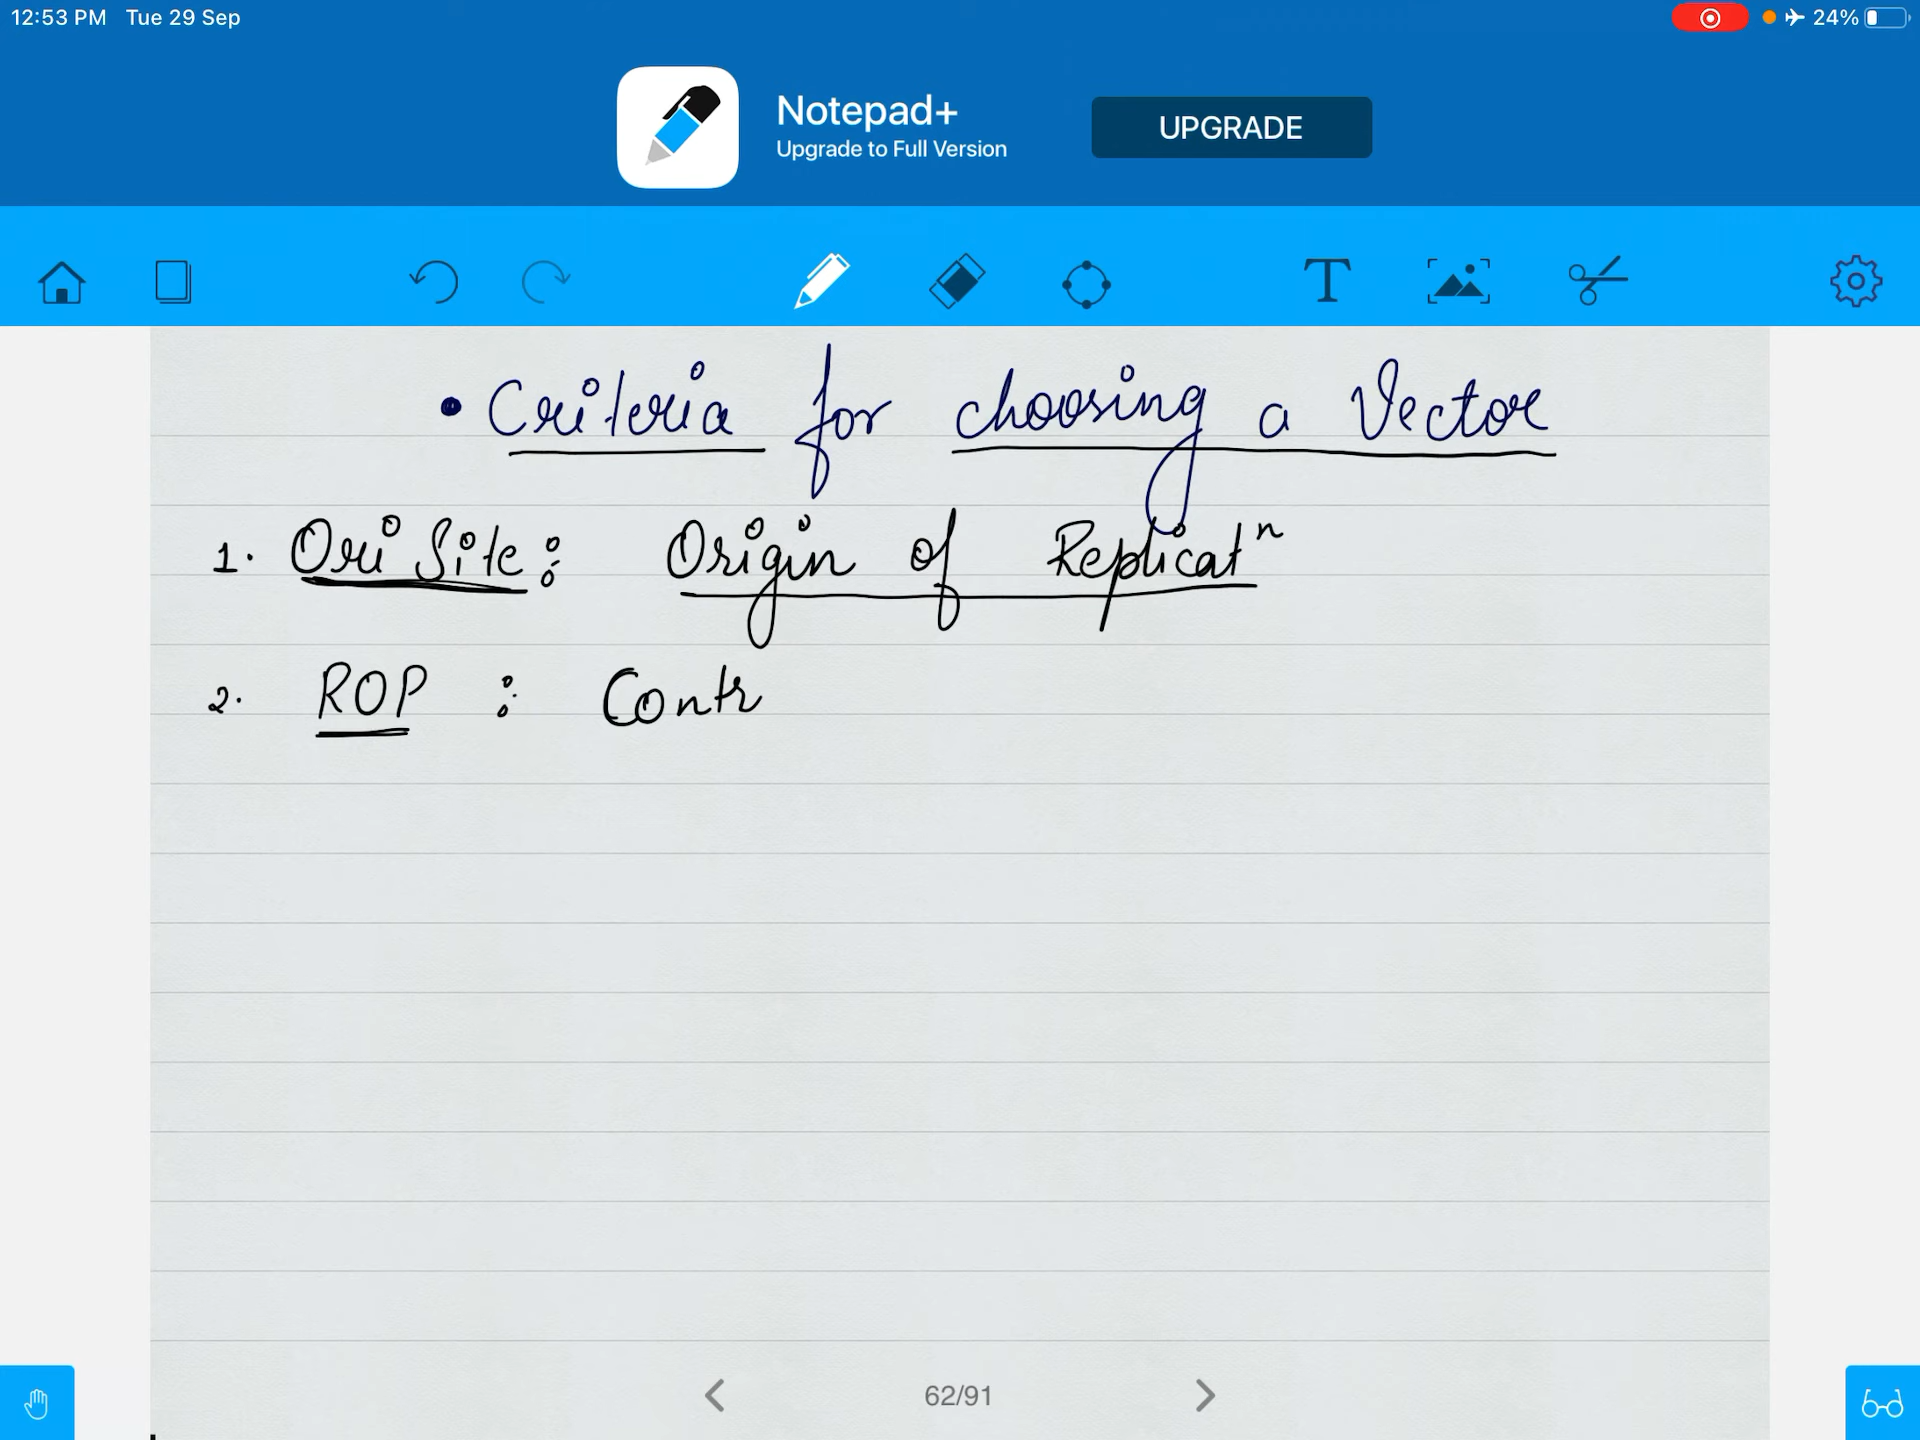 12:53 PM Tue 29 Sep
24%
Notepad+
Upgrade to Full Version
UPGRADE
T
• Criteria for choosing a Vector
1. Ori Site: Origin of Replicatⁿ
2. ROP : Contr
62/91